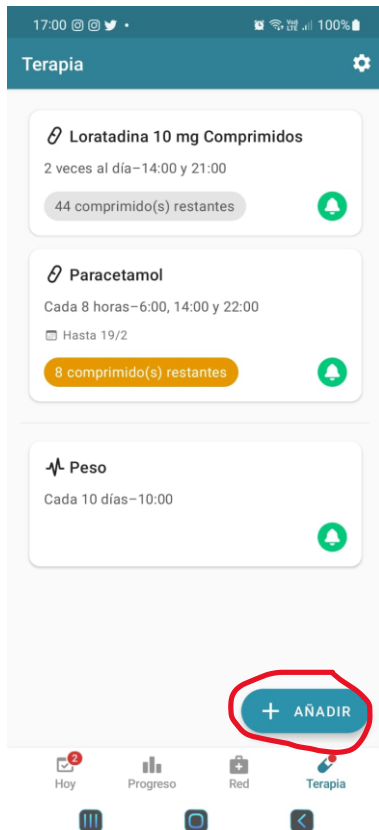 17:00 100%
Terapia
Loratadina 10 mg Comprimidos
2 veces al día–14:00 y 21:00
44 comprimido(s) restantes
Paracetamol
Cada 8 horas–6:00, 14:00 y 22:00
Hasta 19/2
8 comprimido(s) restantes
Peso
Cada 10 días–10:00
+ AÑADIR
2
Hoy Progreso Red Terapia